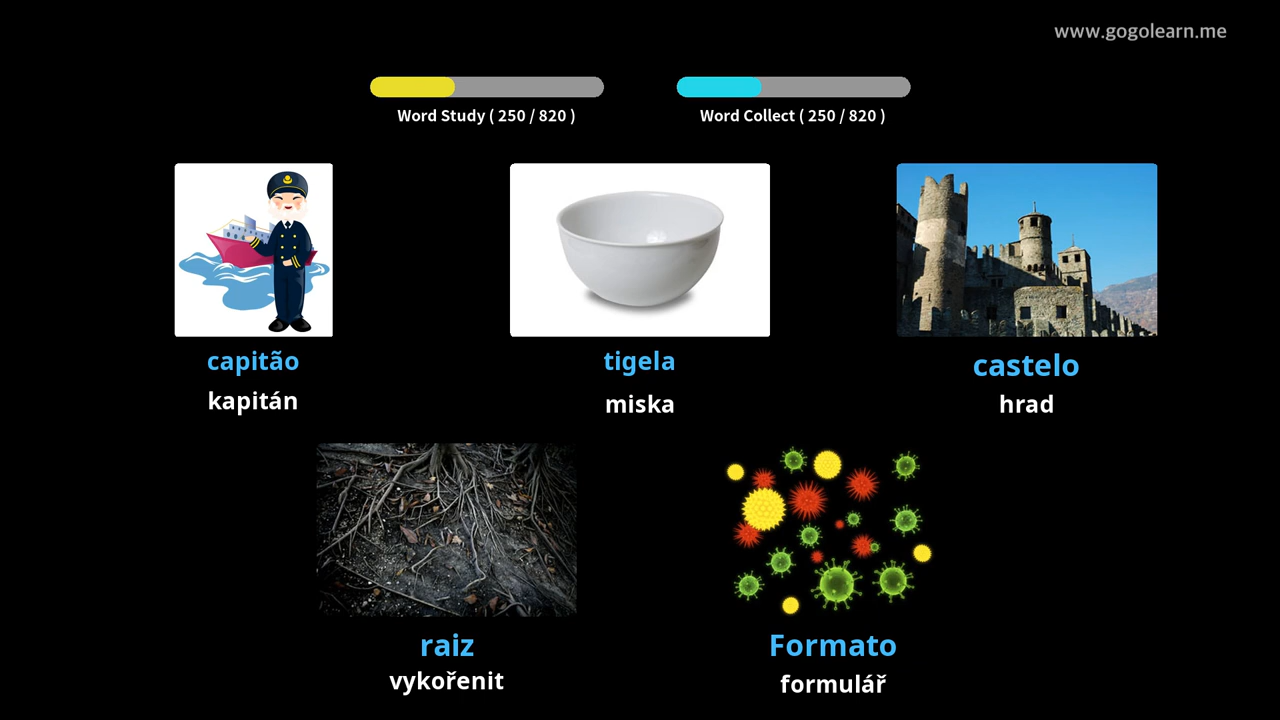 www.gogolearn.me
Word Study ( 250 / 820 )
Word Collect ( 250 / 820 )
capitão
kapitán
tigela
miska
castelo
hrad
raiz
vykořenit
Formato
formulář